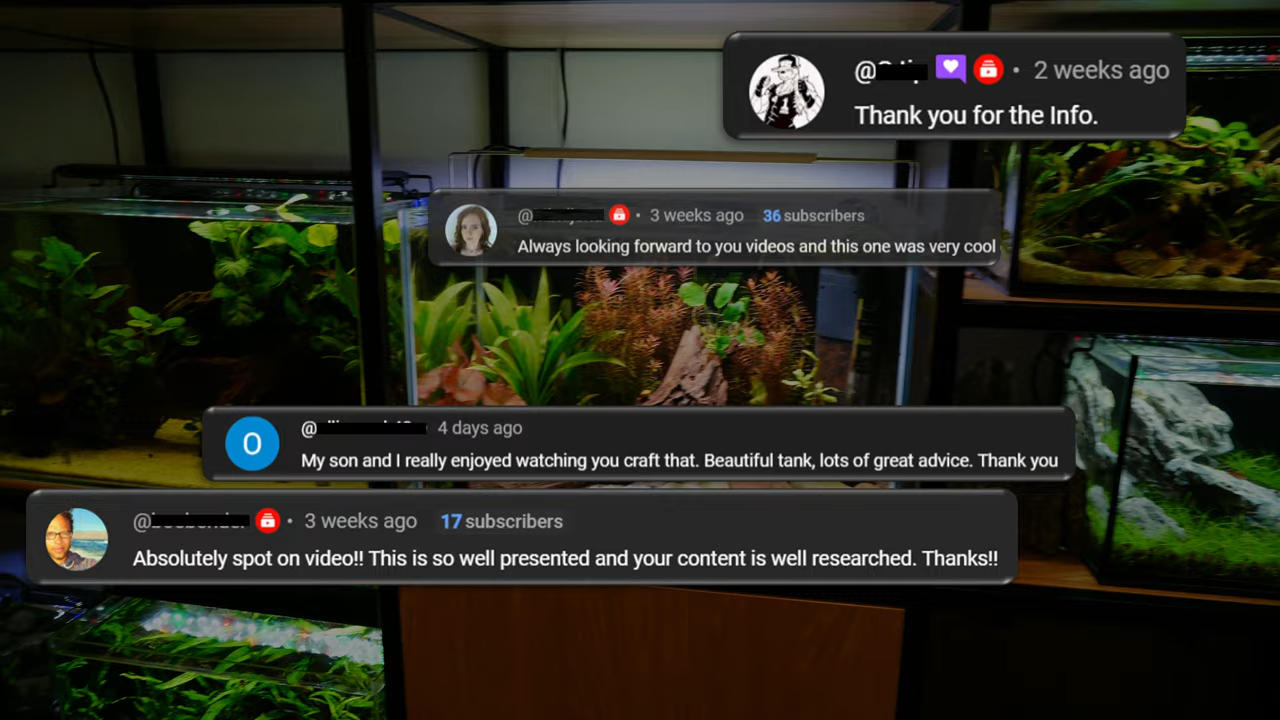 @ • 2 weeks ago
Thank you for the Info.
@ • 3 weeks ago 36 subscribers
Always looking forward to you videos and this one was very cool
O
@ 4 days ago
My son and I really enjoyed watching you craft that. Beautiful tank, lots of great advice. Thank you
@ • 3 weeks ago 17 subscribers
Absolutely spot on video!! This is so well presented and your content is well researched. Thanks!!